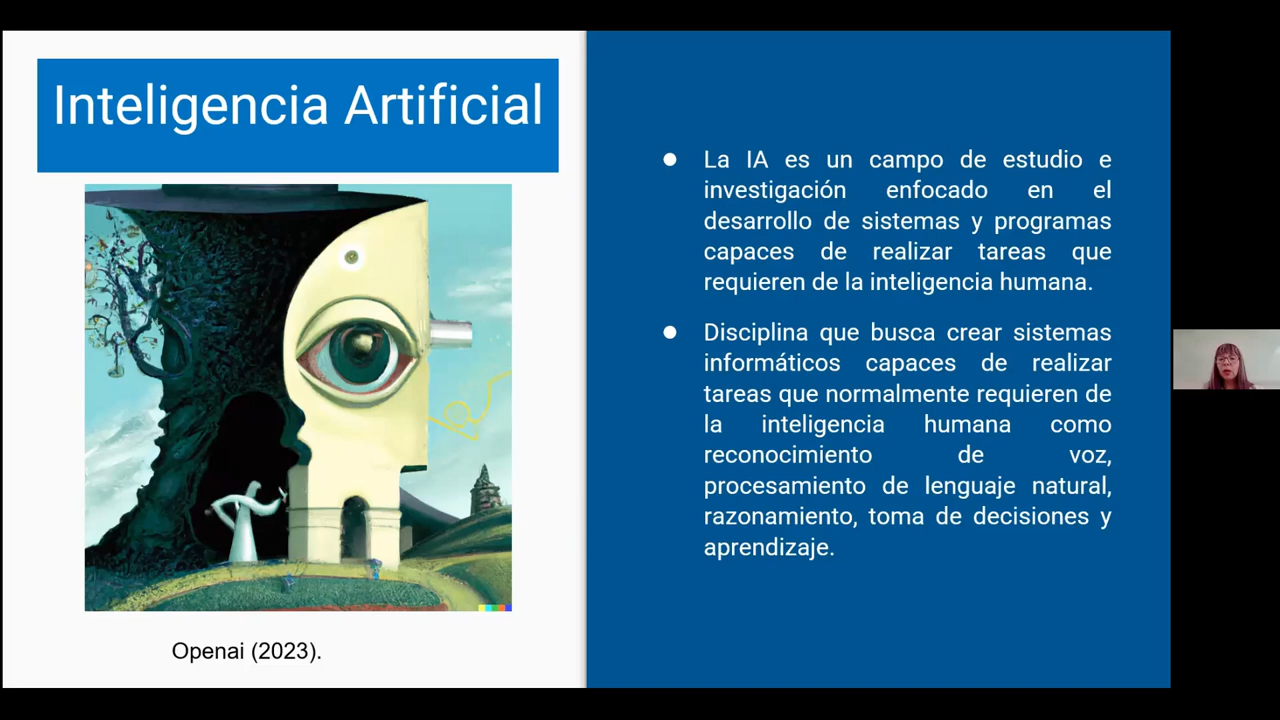 Inteligencia Artificial
Openai (2023).
● La IA es un campo de estudio e
investigación enfocado en el
desarrollo de sistemas y programas
capaces de realizar tareas que
requieren de la inteligencia humana.
● Disciplina que busca crear sistemas
informáticos capaces de realizar
tareas que normalmente requieren de
la inteligencia humana como
reconocimiento de voz,
procesamiento de lenguaje natural,
razonamiento, toma de decisiones y
aprendizaje.